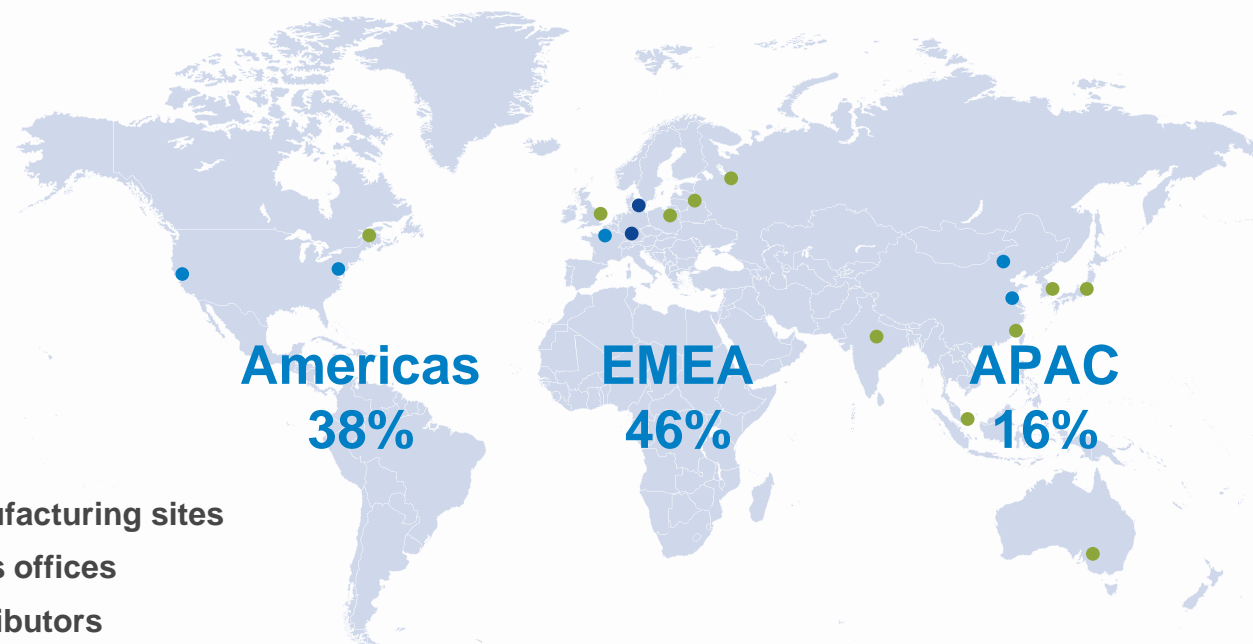 Americas
38%
EMEA
46%
APAC
16%
ufacturing sites
s offices
ibutors